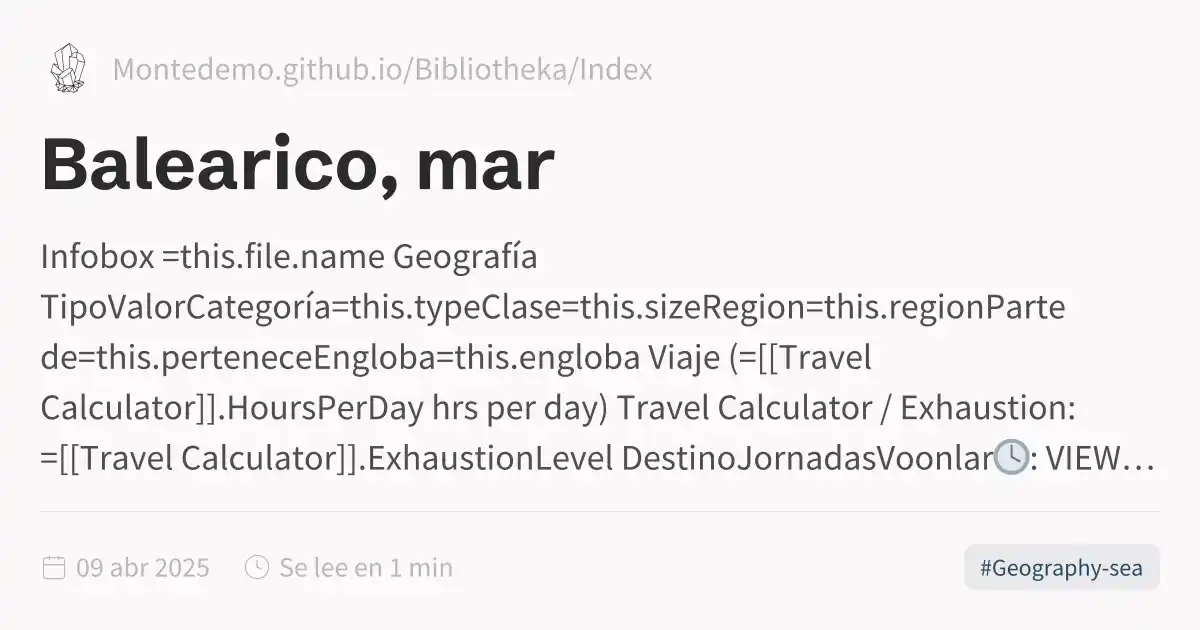 Montedemo.github.io/Bibliotheka/Index
Balearico, mar
Infobox =this.file.name Geografía
TipoValorCategoría=this.typeClase=this.sizeRegion=this.regionParte
de=this.perteneceEngloba=this.engloba Viaje (=[[Travel
Calculator]].HoursPerDay hrs per day) Travel Calculator / Exhaustion:
=[[Travel Calculator]].ExhaustionLevel DestinoJornadasVoonlar🕓: VIEW…
09 abr 2025
Se lee en 1 min
#Geography-sea